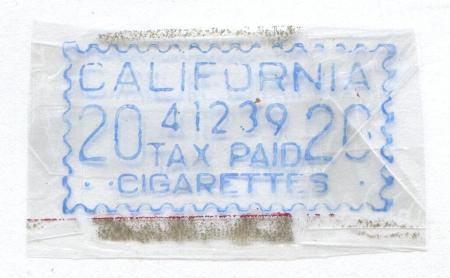 CALIFORNIA
20 41239 20
TAX PAID
CIGARETTES